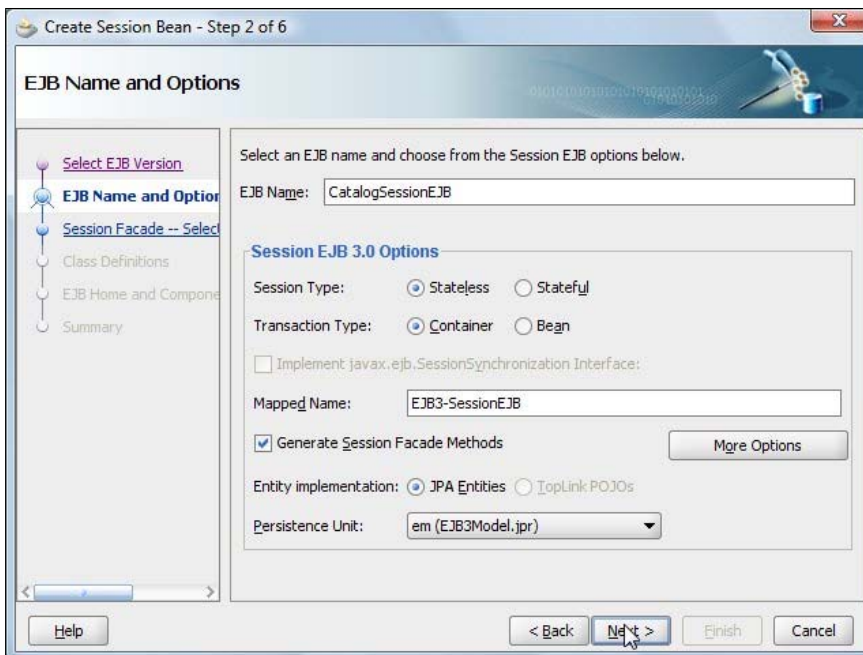 Create Session Bean - Step 2 of 6
EJB Name and Options
Select EJB Version
EJB Name and Option
Session Facade -- Select
Class Definitions
EJB Home and Compone
Summary
Select an EJB name and choose from the Session EJB options below.
EJB Name: CatalogSessionEJB
Session EJB 3.0 Options
Session Type: Stateless Stateful
Transaction Type: Container Bean
Implement javax.ejb.SessionSynchronization Interface:
Mapped Name: EJB3-SessionEJB
Generate Session Facade Methods More Options
Entity implementation: JPA Entities TopLink POJOs
Persistence Unit: em (EJB3Model.jpr)
Help < Back Next > Finish Cancel